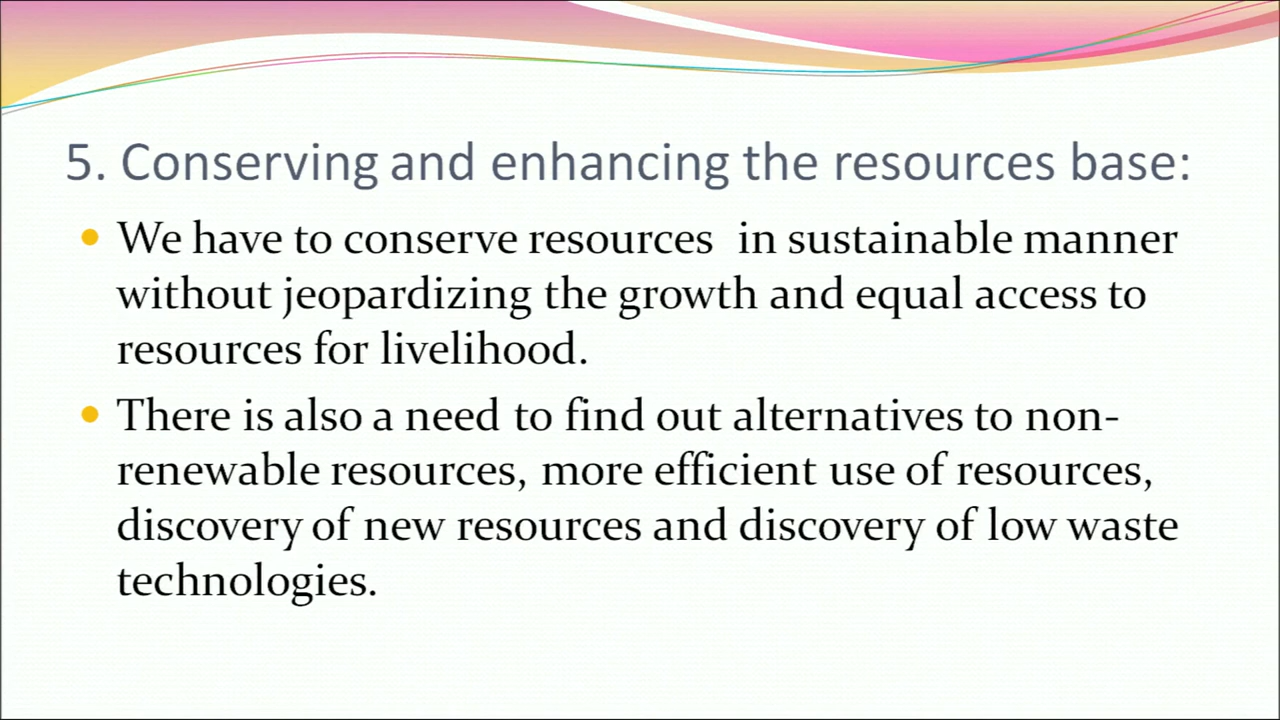 5. Conserving and enhancing the resources base:
We have to conserve resources in sustainable manner
without jeopardizing the growth and equal access to
resources for livelihood.
There is also a need to find out alternatives to non-
renewable resources, more efficient use of resources,
discovery of new resources and discovery of low waste
technologies.